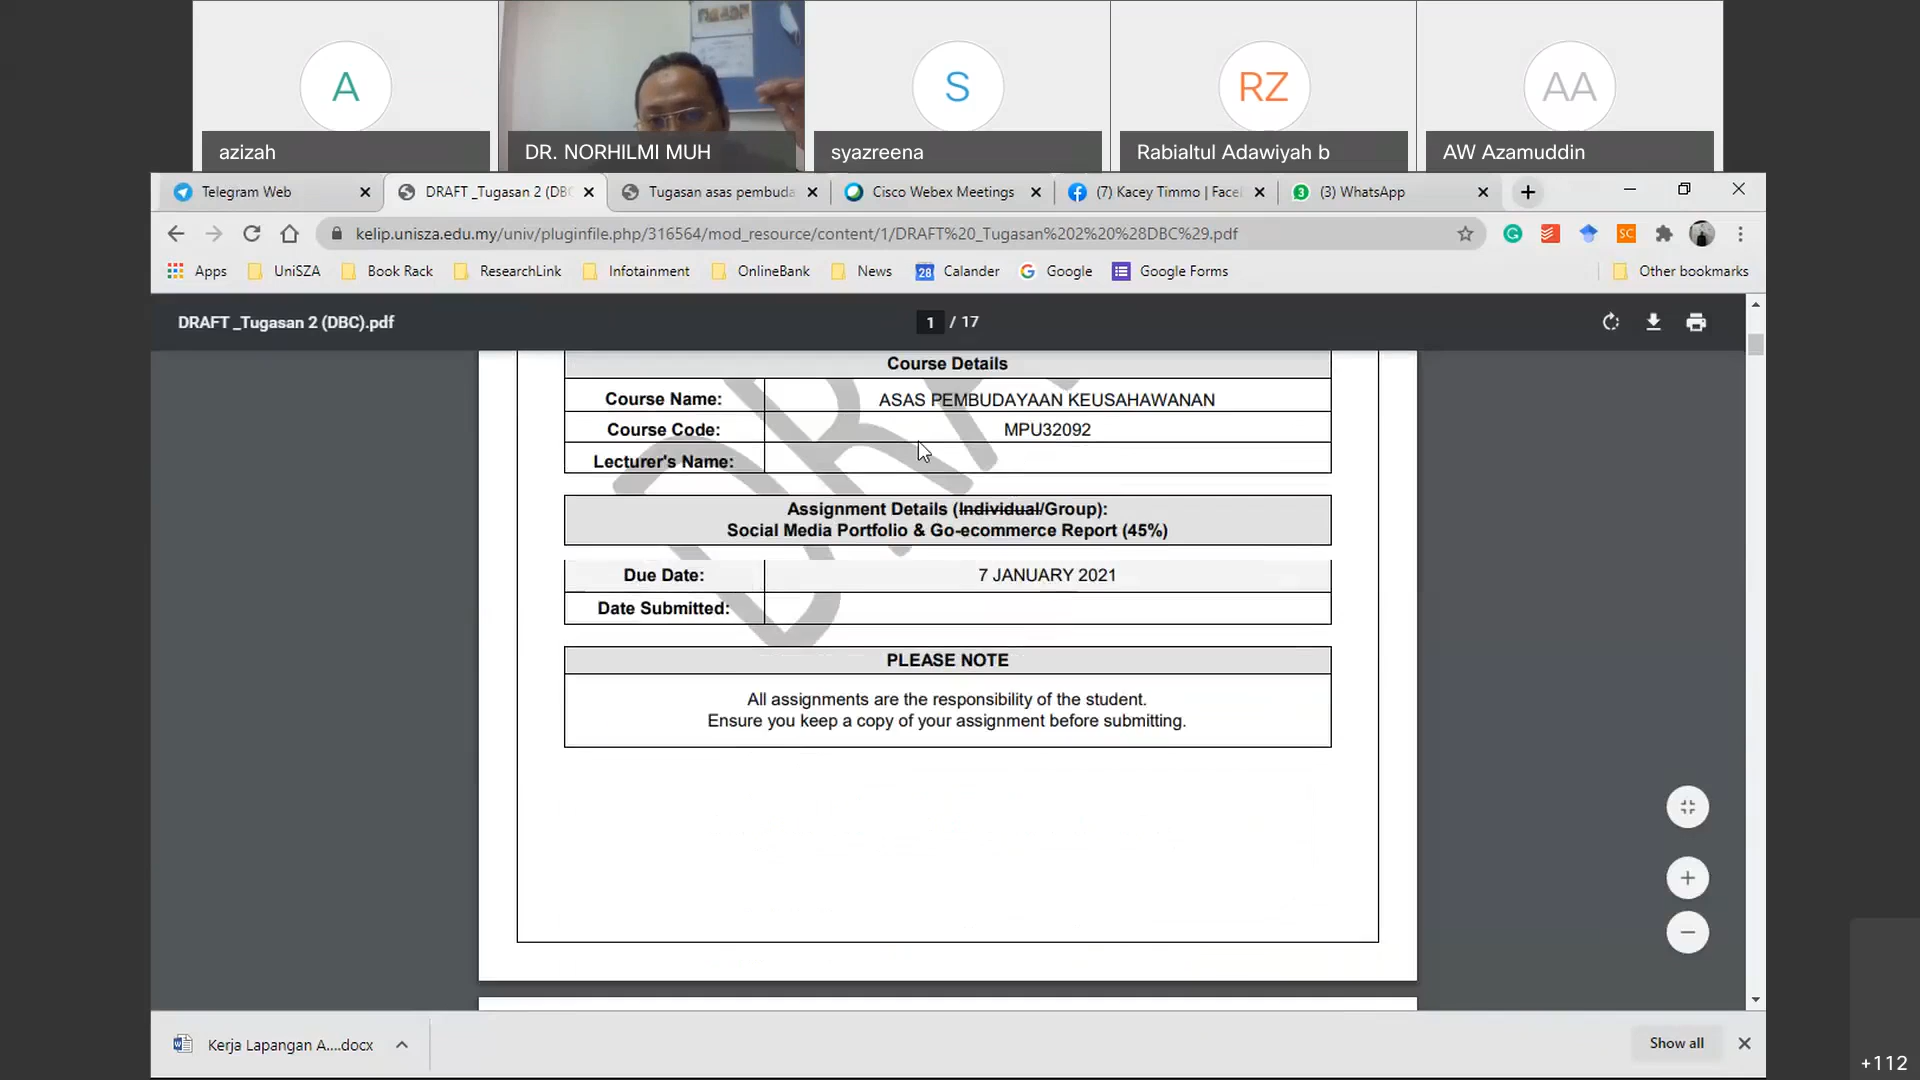 A
S
RZ
AA
azizah
DR. NORHILMI MUH
syazreena
Rabialtul Adawiyah b
AW Azamuddin
Telegram Web
DRAFT _Tugasan 2 (DBC
Tugasan asas pembuda
Cisco Webex Meetings
(7) Kacey Timmo | Face
3
(3) WhatsApp
kelip.unisza.edu.my/univ/pluginfile.php/316564/mod_resource/content/1/DRAFT%20_Tugasan%202%20%28DBC%29.pdf
SC
Apps
UniSZA
Book Rack
ResearchLink
Infotainment
OnlineBank
News
28
Calander
Google
Google Forms
Other bookmarks
DRAFT _Tugasan 2 (DBC).pdf
1 / 17
Course Details
Course Name: ASAS PEMBUDAYAAN KEUSAHAWANAN
Course Code: MPU32092
Lecturer's Name:
Assignment Details (Individual/Group):
Social Media Portfolio & Go-ecommerce Report (45%)
Due Date: 7 JANUARY 2021
Date Submitted:
PLEASE NOTE
All assignments are the responsibility of the student.
Ensure you keep a copy of your assignment before submitting.
Kerja Lapangan A....docx
Show all
+112